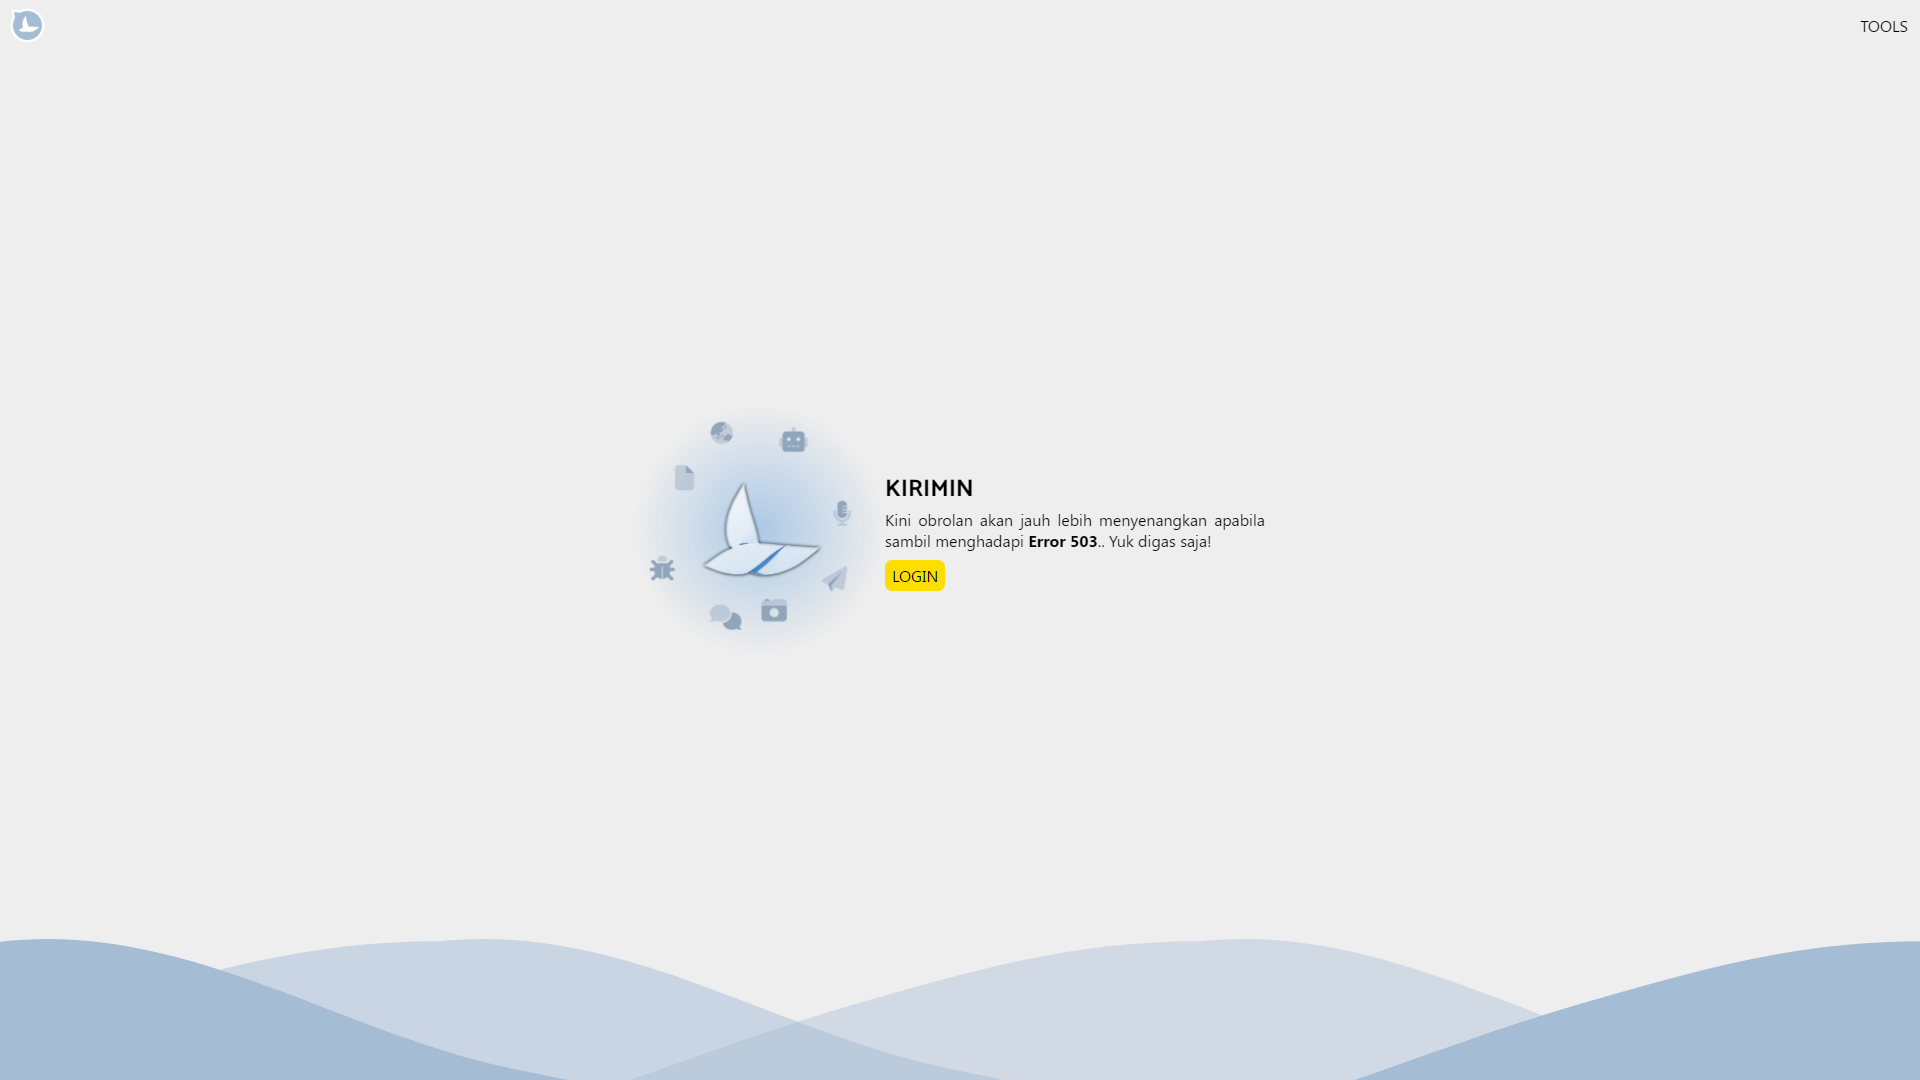 TOOLS
KIRIMIN
Kini obrolan akan jauh lebih menyenangkan apabila
sambil menghadapi Error 503.. Yuk digas saja!
LOGIN